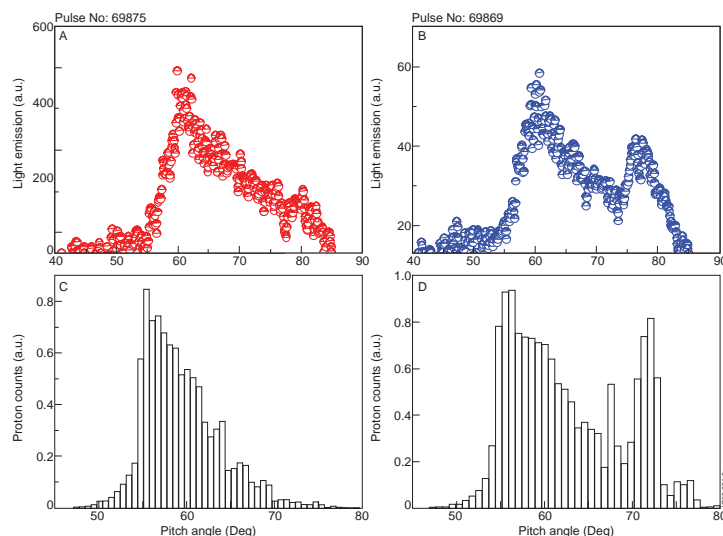 Pulse No: 69875
Pulse No: 69869
A
B
Light emission (a.u.)
Light emission (a.u.)
600
400
200
0
60
40
20
40 50 60 70 80 90
40 50 60 70 80 90
C
D
Proton counts (a.u.)
Proton counts (a.u.)
0.8
0.6
0.4
0.2
0
1.0
0.8
0.6
0.4
0.2
0
50 60 70 80
50 60 70 80
Pitch angle (Deg)
Pitch angle (Deg)